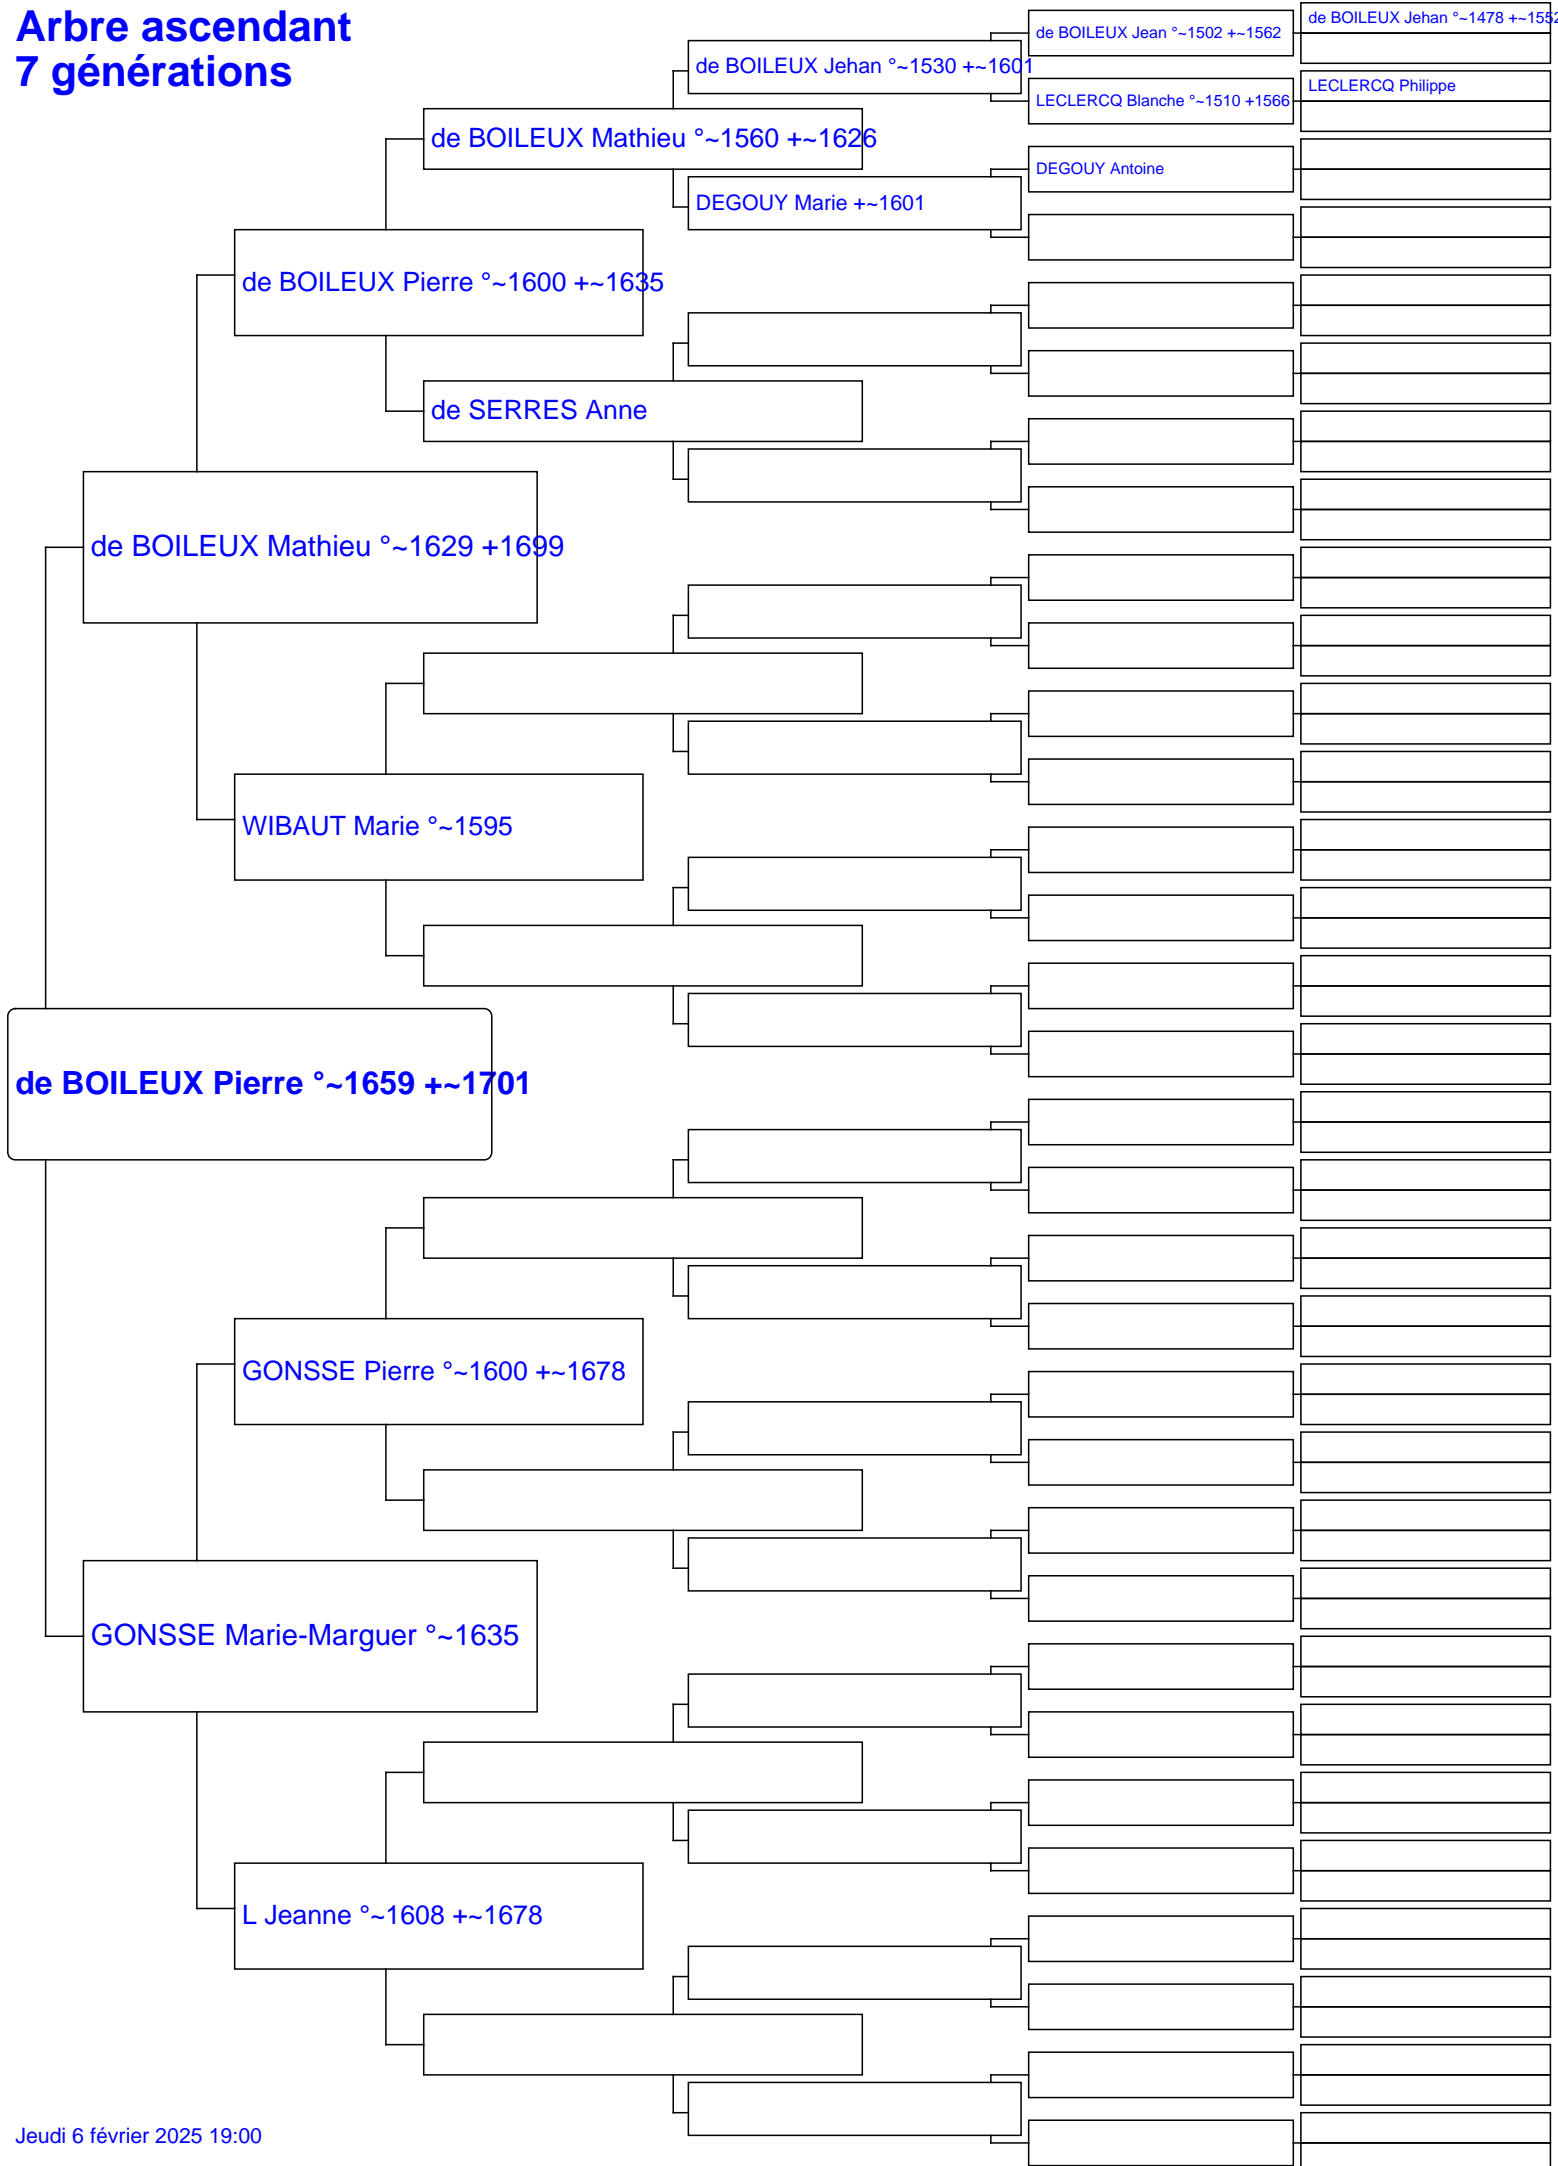 Arbre ascendant
7 générations
de BOILEUX Jehan °~1478 +~1552
de BOILEUX Jean °~1502 +~1562
de BOILEUX Jehan °~1530 +~1601
LECLERCQ Philippe
LECLERCQ Blanche °~1510 +1566
de BOILEUX Mathieu °~1560 +~1626
DEGOUY Antoine
DEGOUY Marie +~1601
de BOILEUX Pierre °~1600 +~1635
de SERRES Anne
de BOILEUX Mathieu °~1629 +1699
WIBAUT Marie °~1595
de BOILEUX Pierre °~1659 +~1701
GONSSE Pierre °~1600 +~1678
GONSSE Marie-Marguer °~1635
L Jeanne °~1608 +~1678
Jeudi 6 février 2025 19:00